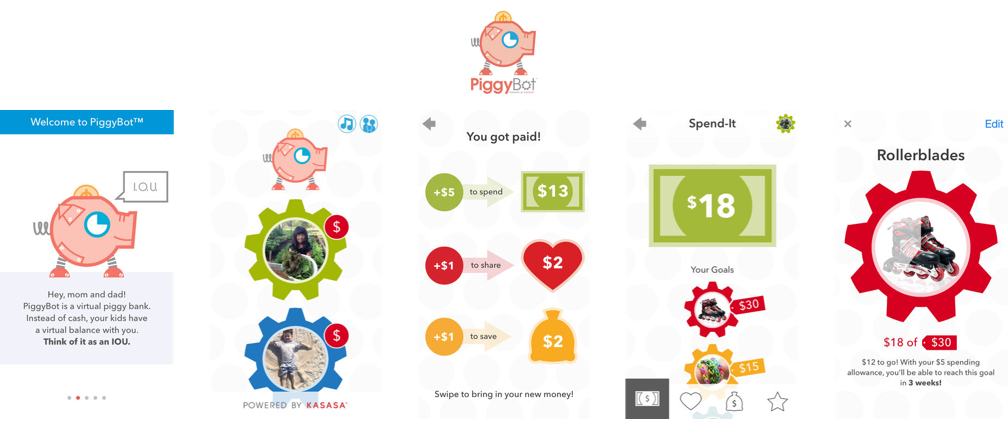 PiggyBot™
Welcome to PiggyBot™
I.O.U.
Hey, mom and dad!
PiggyBot is a virtual piggy bank.
Instead of cash, your kids have
a virtual balance with you.
Think of it as an IOU.
$
$
POWERED BY KASASA®
You got paid!
+$5 to spend $13
+$1 to share $2
+$1 to save $2
Swipe to bring in your new money!
Spend-It
$18
Your Goals
$30
$15
$
$
Edit
Rollerblades
$18 of $30
$12 to go! With your $5 spending
allowance, you'll be able to reach this goal
in 3 weeks!